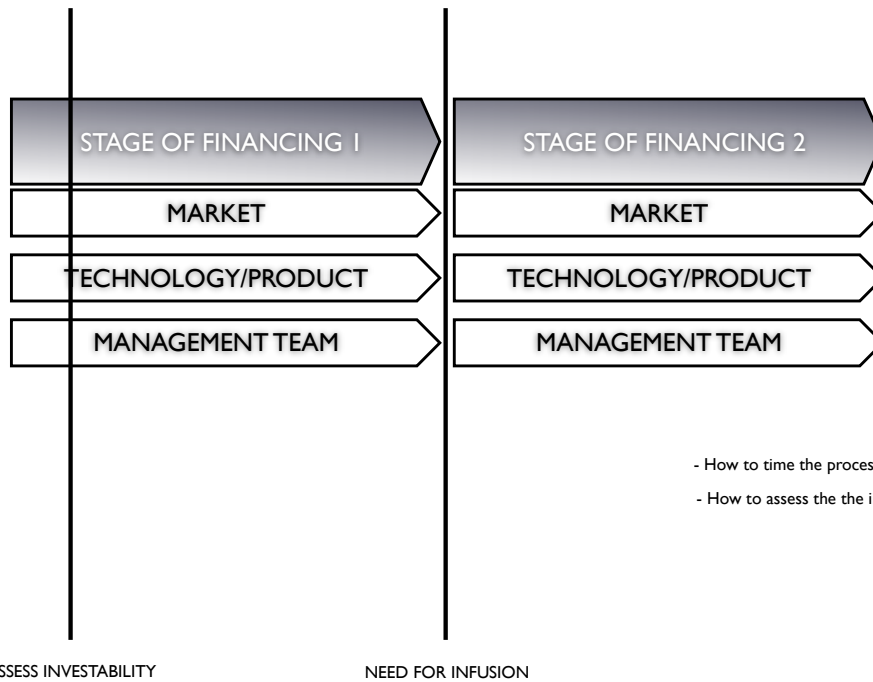 STAGE OF FINANCING 1 STAGE OF FINANCING 2
MARKET MARKET
TECHNOLOGY/PRODUCT TECHNOLOGY/PRODUCT
MANAGEMENT TEAM MANAGEMENT TEAM
- How to time the proces
- How to assess the the i
SSESS INVESTABILITY NEED FOR INFUSION